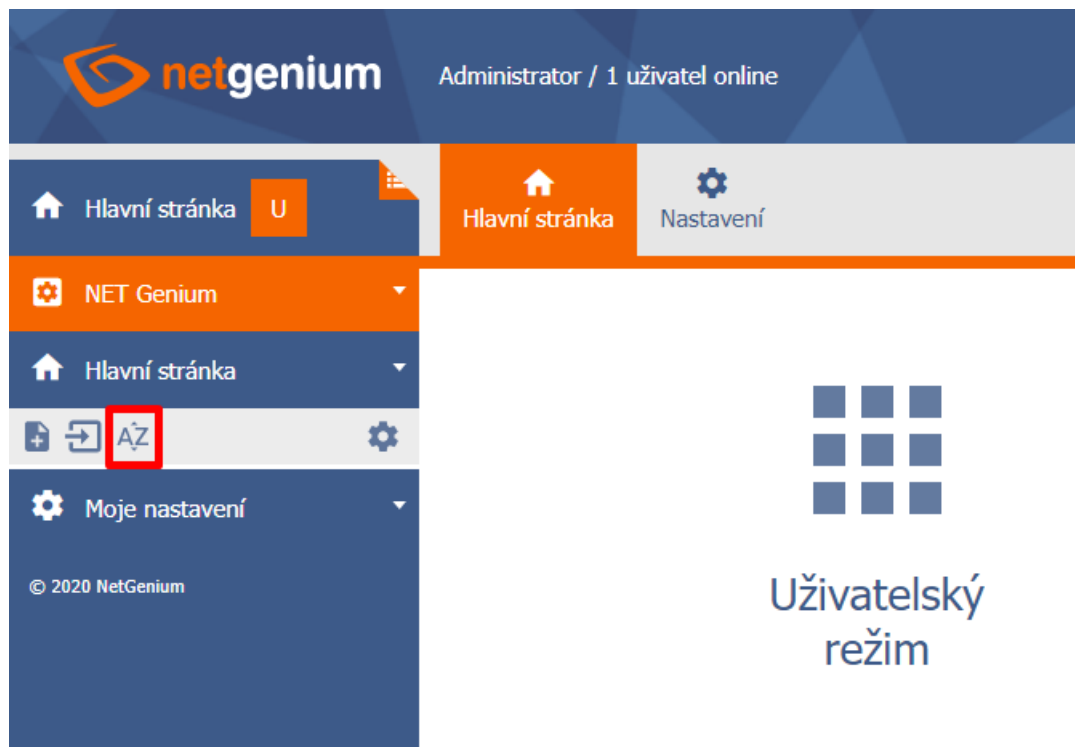 netgenium
Administrator / 1 uživatel online
Hlavní stránka U
Hlavní stránka
Nastavení
NET Genium
Hlavní stránka
AZ
Moje nastavení
© 2020 NetGenium
Uživatelský
režim